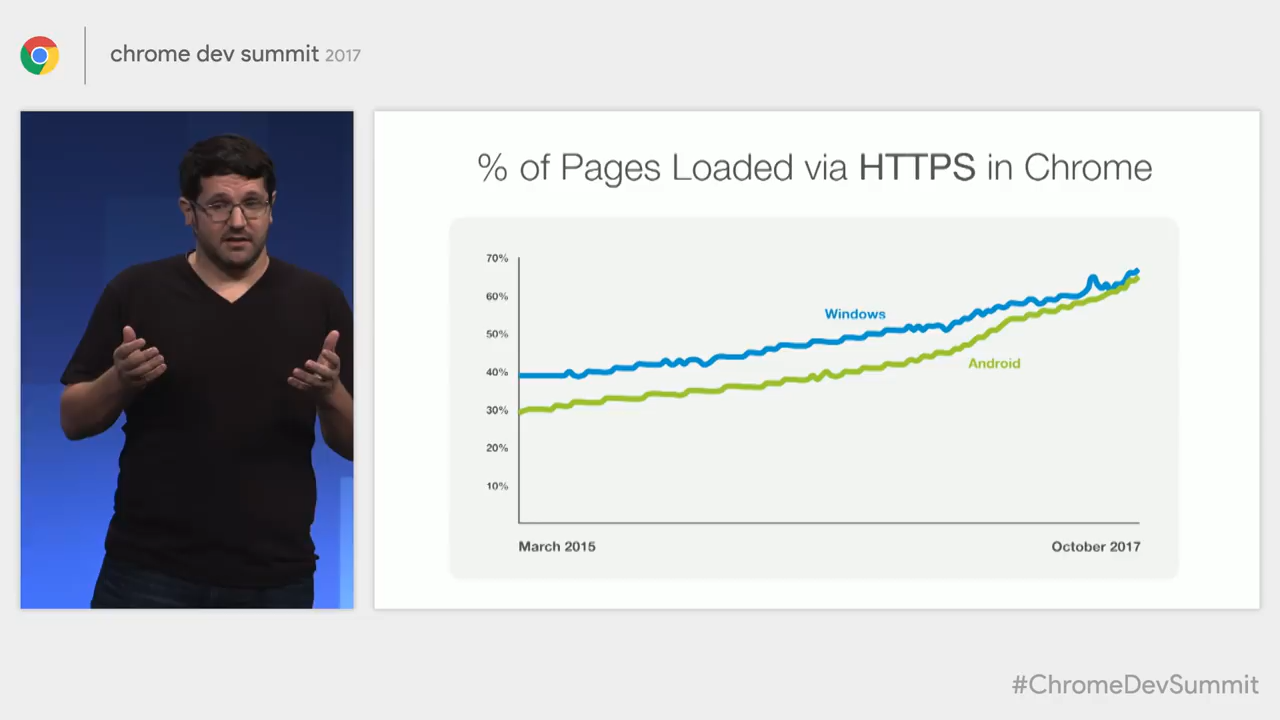 chrome dev summit 2017
% of Pages Loaded via HTTPS in Chrome
70%
60%
50%
40%
30%
20%
10%
Windows
Android
March 2015
October 2017
#ChromeDevSummit